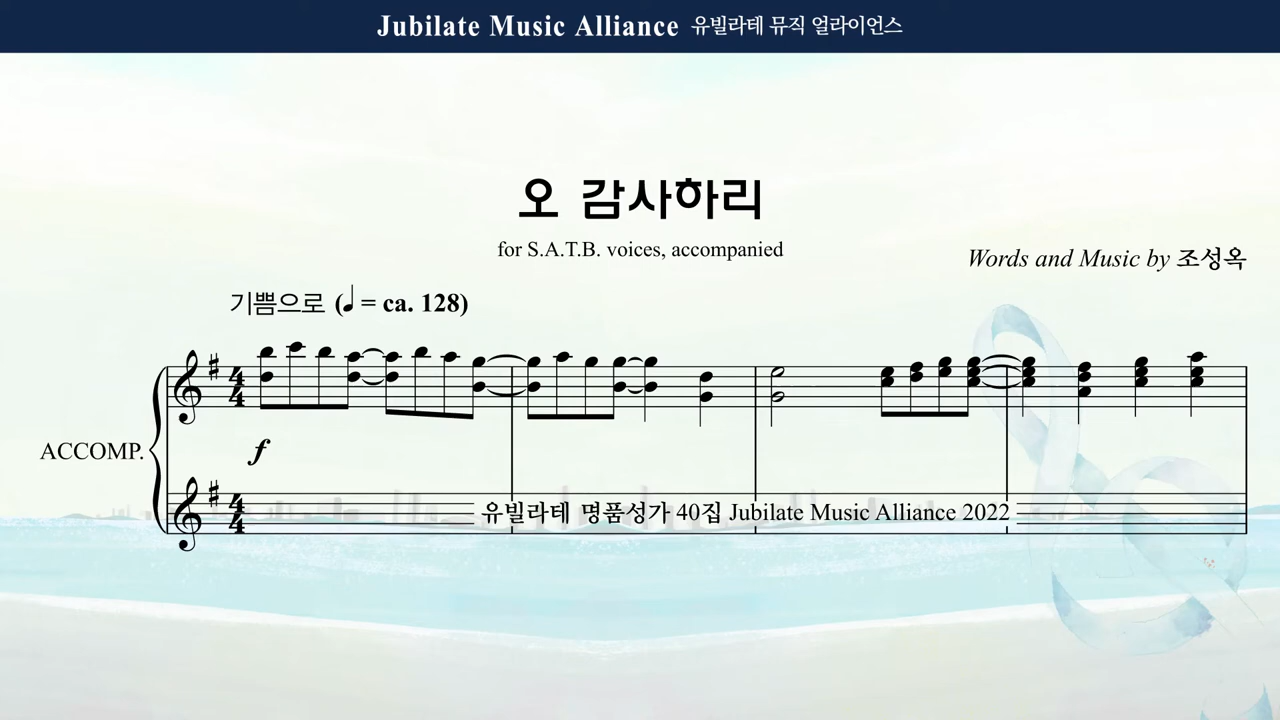 Jubilate Music Alliance 유빌라테 뮤직 얼라이언스
오 감사하리
for S.A.T.B. voices, accompanied
Words and Music by 조성옥
기쁨으로 (♩ = ca. 128)
ACCOMP.
f
유빌라테 명품성가 40집 Jubilate Music Alliance 2022